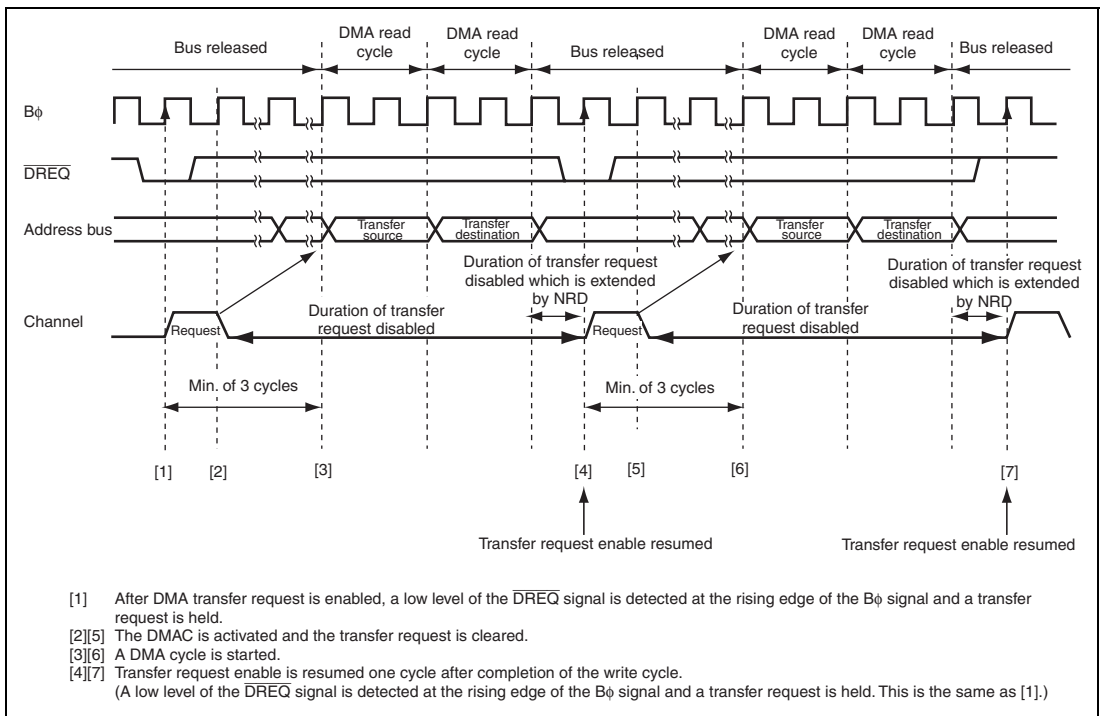 Bus released
DMA read
cycle
DMA read
cycle
Bus released
DMA read
cycle
DMA read
cycle
Bus released
Bφ
DREQ
Address bus
Transfer
source
Transfer
destination
Transfer
source
Transfer
destination
Duration of transfer request
disabled which is extended
by NRD
Duration of transfer request
disabled which is extended
by NRD
Channel
Request
Duration of transfer
request disabled
Request
Duration of transfer
request disabled
Min. of 3 cycles
Min. of 3 cycles
[1]
[2]
[3]
[4]
[5]
[6]
[7]
Transfer request enable resumed
Transfer request enable resumed
[1] After DMA transfer request is enabled, a low level of the DREQ signal is detected at the rising edge of the Bφ signal and a transfer
request is held.
[2][5] The DMAC is activated and the transfer request is cleared.
[3][6] A DMA cycle is started.
[4][7] Transfer request enable is resumed one cycle after completion of the write cycle.
(A low level of the DREQ signal is detected at the rising edge of the Bφ signal and a transfer request is held. This is the same as [1].)